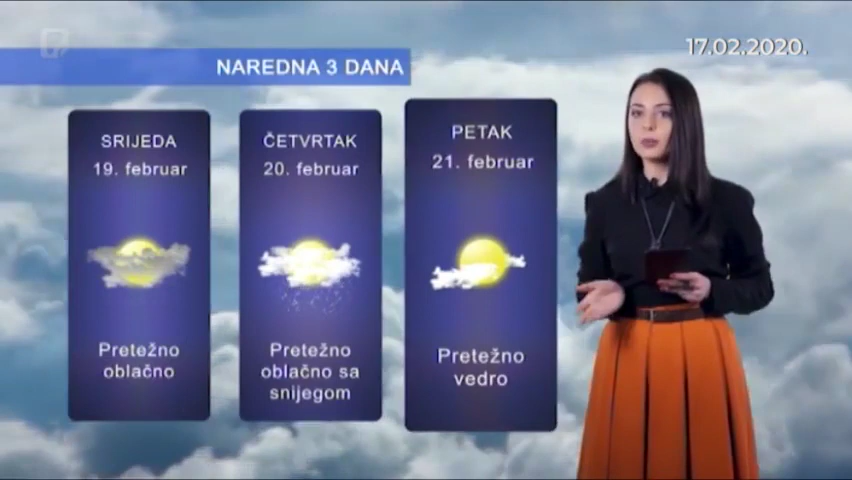 17.02.2020.
NAREDNA 3 DANA
SRIJEDA
19. februar
Pretežno
oblačno
ČETVRTAK
20. februar
Pretežno
oblačno sa
snijegom
PETAK
21. februar
Pretežno
vedro